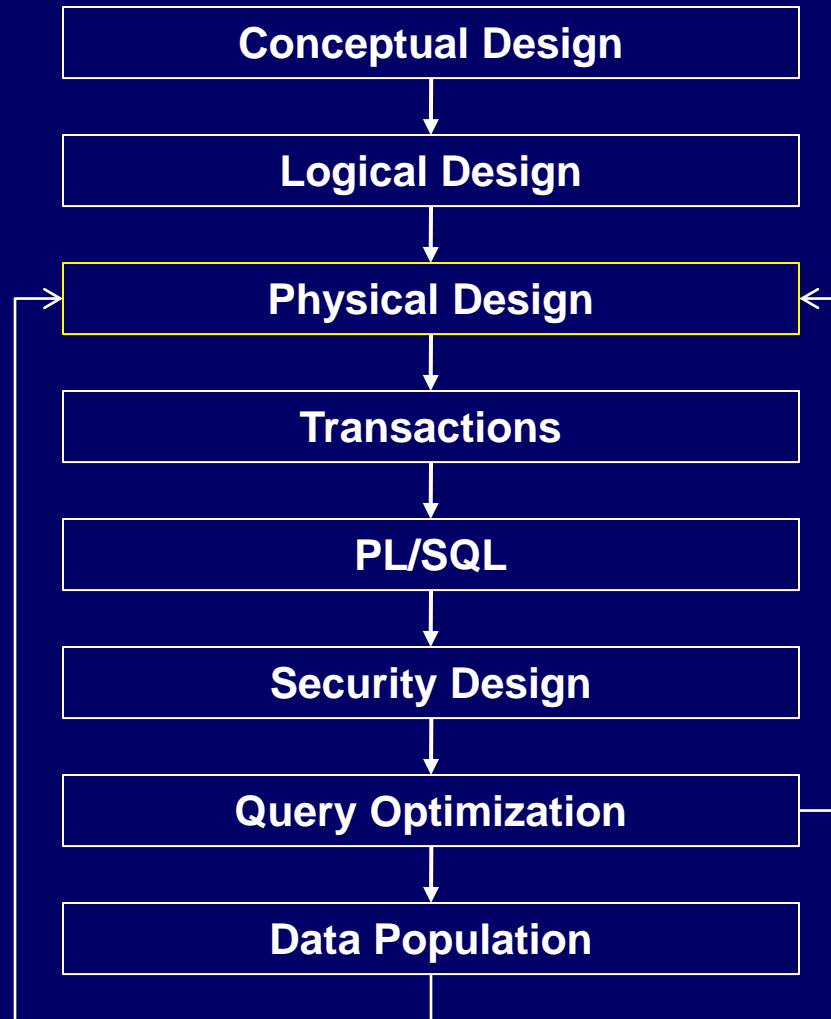 Conceptual Design
Logical Design
Physical Design
Transactions
PL/SQL
Security Design
Query Optimization
Data Population